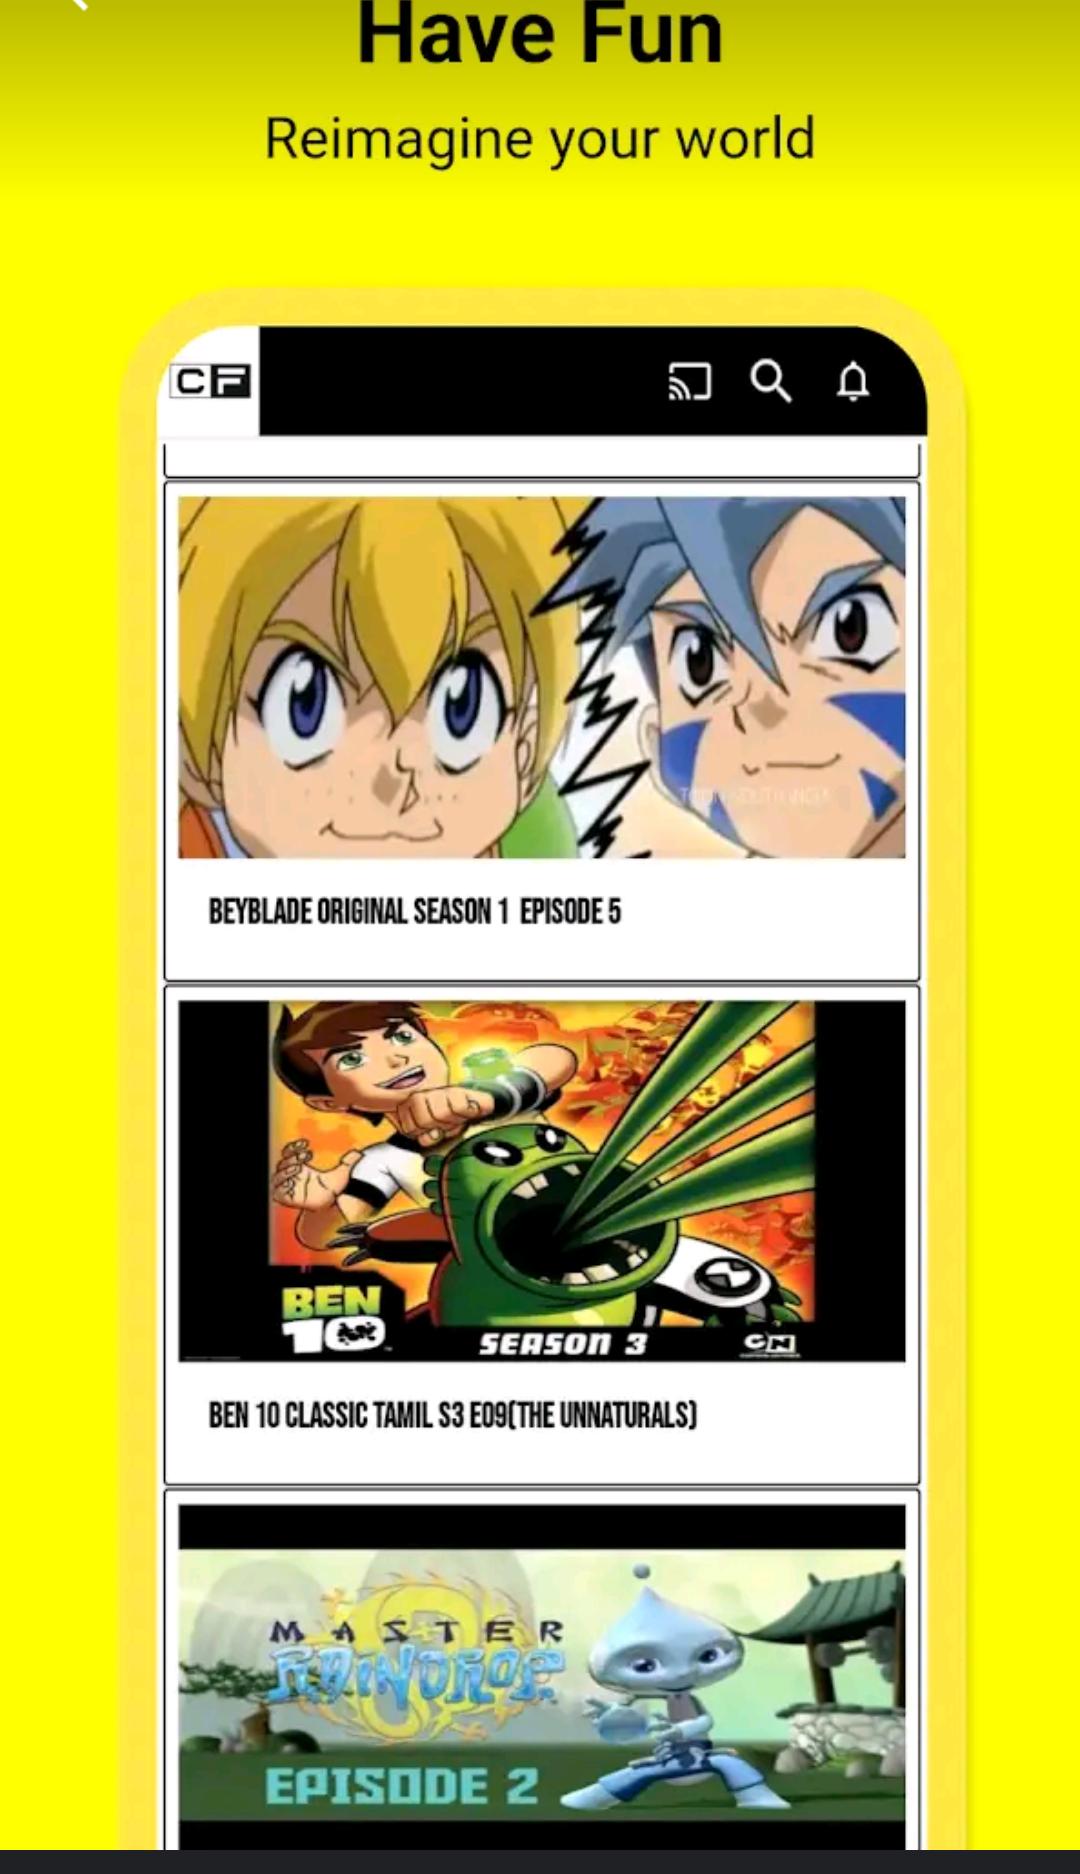 Have Fun
Reimagine your world
CF
BEYBLADE ORIGINAL SEASON 1 EPISODE 5
BEN
10
SEASON 3
CN
BEN 10 CLASSIC TAMIL S3 E09(THE UNNATURALS)
MASTER
RAINDROP
EPISODE 2